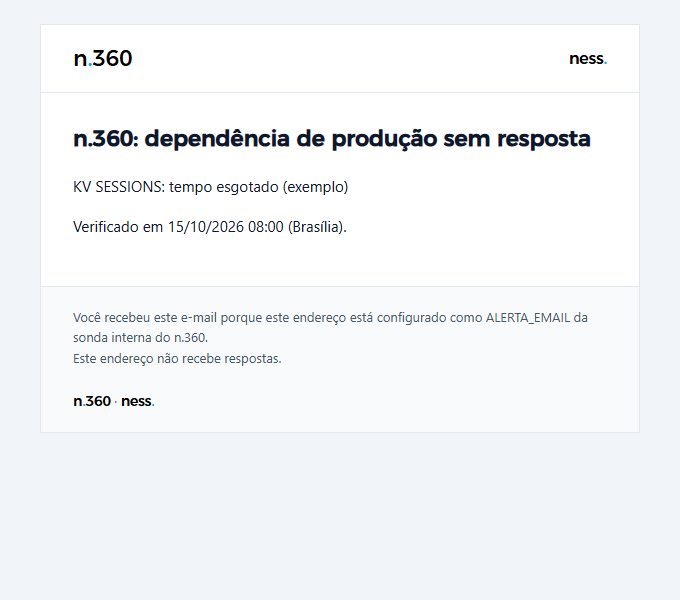 n.360
ness.
n.360: dependência de produção sem resposta
KV SESSIONS: tempo esgotado (exemplo)
Verificado em 15/10/2026 08:00 (Brasília).
Você recebeu este e-mail porque este endereço está configurado como ALERTA_EMAIL da
sonda interna do n.360.
Este endereço não recebe respostas.
n.360 · ness.